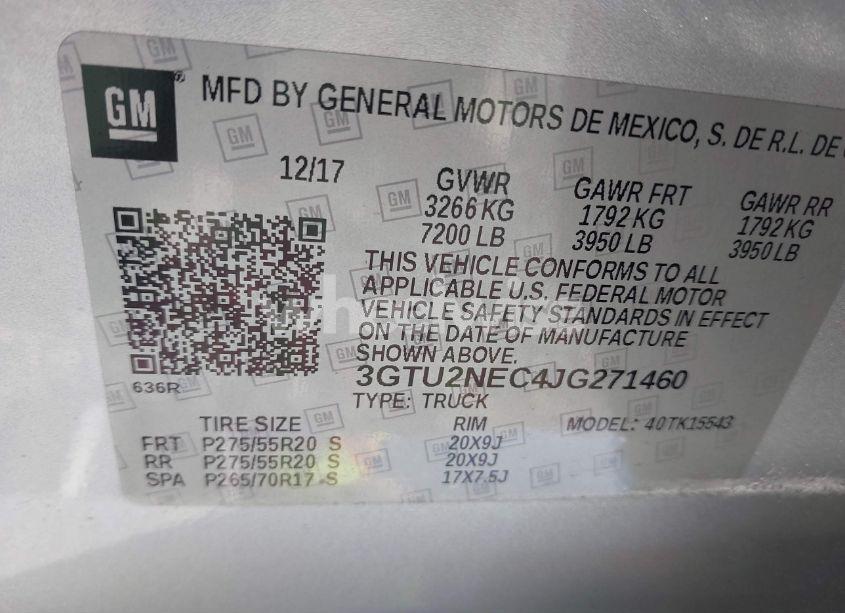 GM ® MFD BY GENERAL MOTORS DE MEXICO, S. DE R.L. DE
12/17 GVWR GAWR FRT GAWR RR
3266 KG 1792 KG 1792 KG
7200 LB 3950 LB 3950 LB
THIS VEHICLE CONFORMS TO ALL
APPLICABLE U.S. FEDERAL MOTOR
VEHICLE SAFETY STANDARDS IN EFFECT
ON THE DATE OF MANUFACTURE
SHOWN ABOVE.
636R 3GTU2NEC4JG271460
TYPE: TRUCK
TIRE SIZE RIM MODEL: 40TK15543
FRT P275/55R20 S 20X9J
RR P275/55R20 S 20X9J
SPA P265/70R17 S 17X7.5J